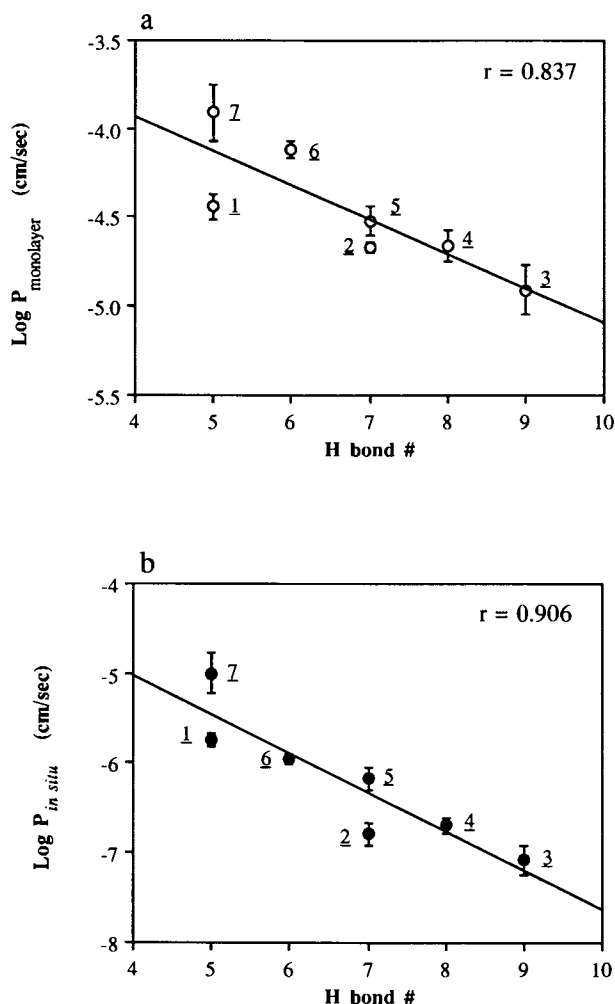 a
r = 0.837
Log P monolayer (cm/sec)
-3.5
-4.0
-4.5
-5.0
-5.5
7
6
1
5
2
4
3
4 5 6 7 8 9 10
H bond #
b
r = 0.906
Log P in situ (cm/sec)
-4
-5
-6
-7
-8
7
1
6
5
2
4
3
4 5 6 7 8 9 10
H bond #